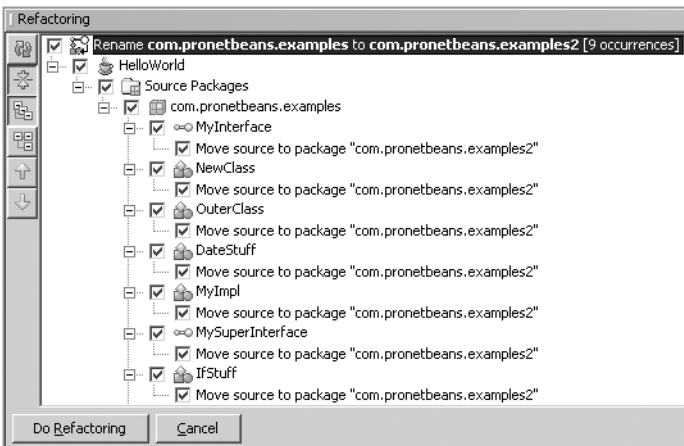 Refactoring
Rename com.pronetbeans.examples to com.pronetbeans.examples2 [9 occurrences]
HelloWorld
Source Packages
com.pronetbeans.examples
MyInterface
Move source to package "com.pronetbeans.examples2"
NewClass
Move source to package "com.pronetbeans.examples2"
OuterClass
Move source to package "com.pronetbeans.examples2"
DateStuff
Move source to package "com.pronetbeans.examples2"
MyImpl
Move source to package "com.pronetbeans.examples2"
MySuperInterface
Move source to package "com.pronetbeans.examples2"
IfStuff
Move source to package "com.pronetbeans.examples2"
Do Refactoring Cancel